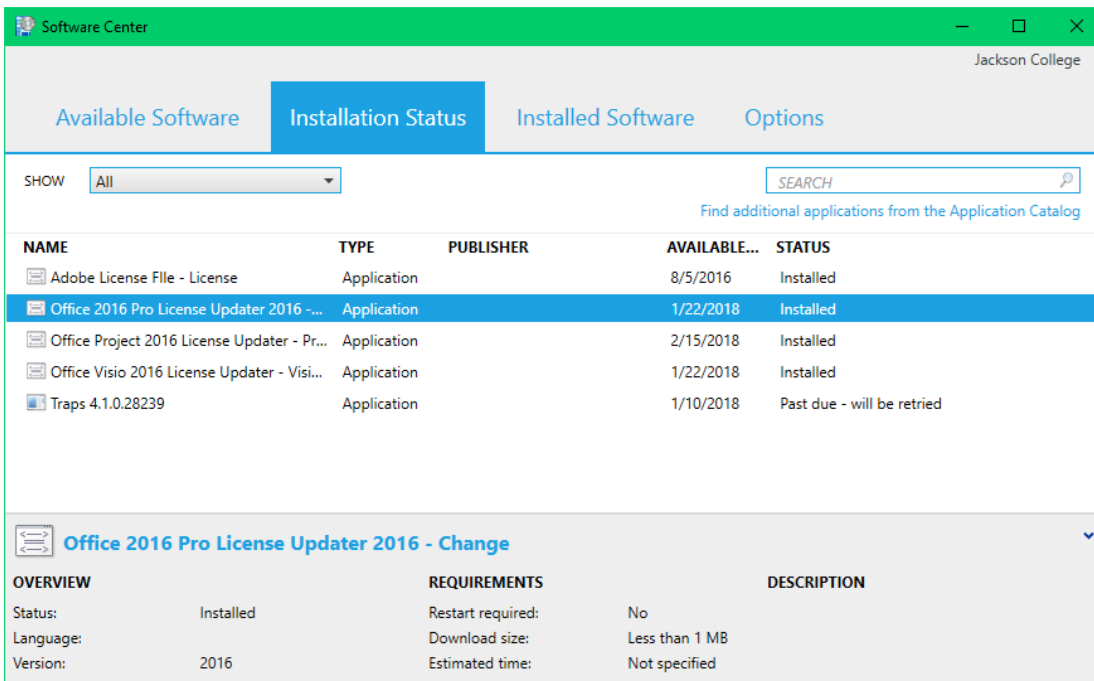 Software Center
Jackson College
Available Software Installation Status Installed Software Options
SHOW All SEARCH
Find additional applications from the Application Catalog
NAME TYPE PUBLISHER AVAILABLE... STATUS
Adobe License FIle - License Application 8/5/2016 Installed
Office 2016 Pro License Updater 2016 -... Application 1/22/2018 Installed
Office Project 2016 License Updater - Pr... Application 2/15/2018 Installed
Office Visio 2016 License Updater - Visi... Application 1/22/2018 Installed
Traps 4.1.0.28239 Application 1/10/2018 Past due - will be retried
Office 2016 Pro License Updater 2016 - Change
OVERVIEW REQUIREMENTS DESCRIPTION
Status: Installed Restart required: No
Language: Download size: Less than 1 MB
Version: 2016 Estimated time: Not specified